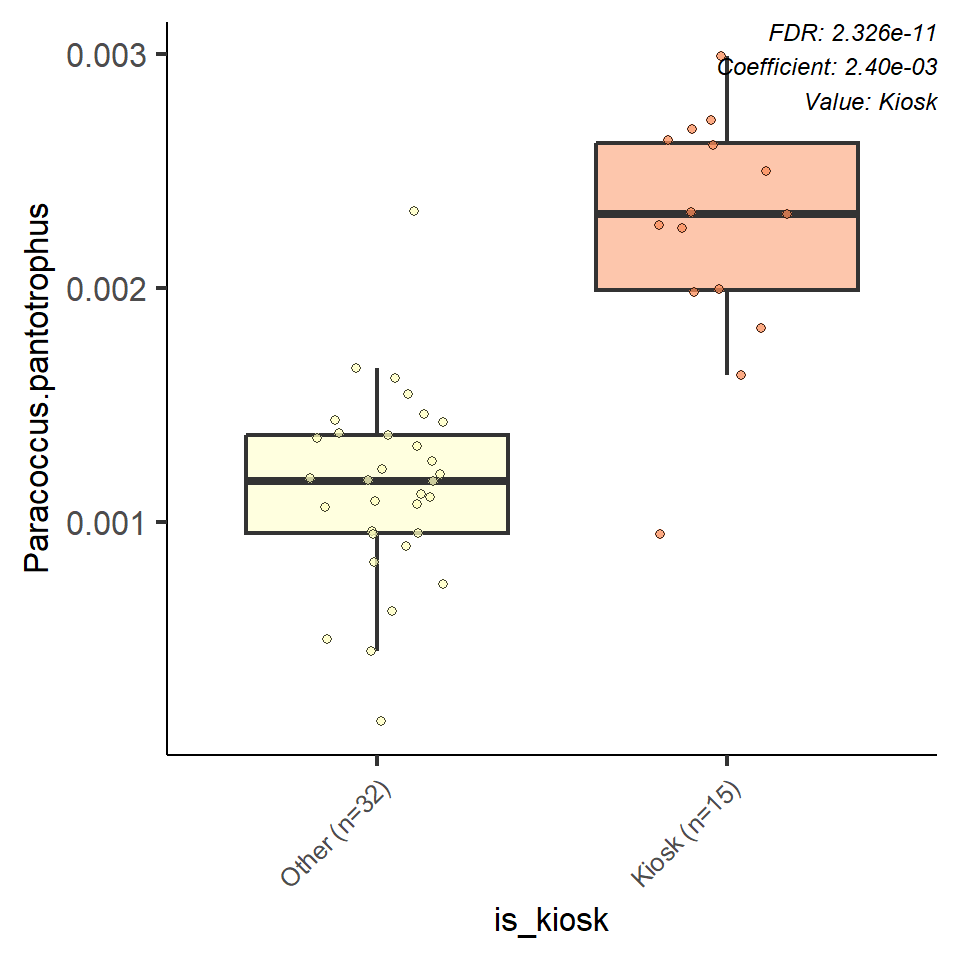 FDR: 2.326e-11
Coefficient: 2.40e-03
Value: Kiosk
0.003
0.002
0.001
Paracoccus.pantotrophus
Other (n=32)
Kiosk (n=15)
is_kiosk